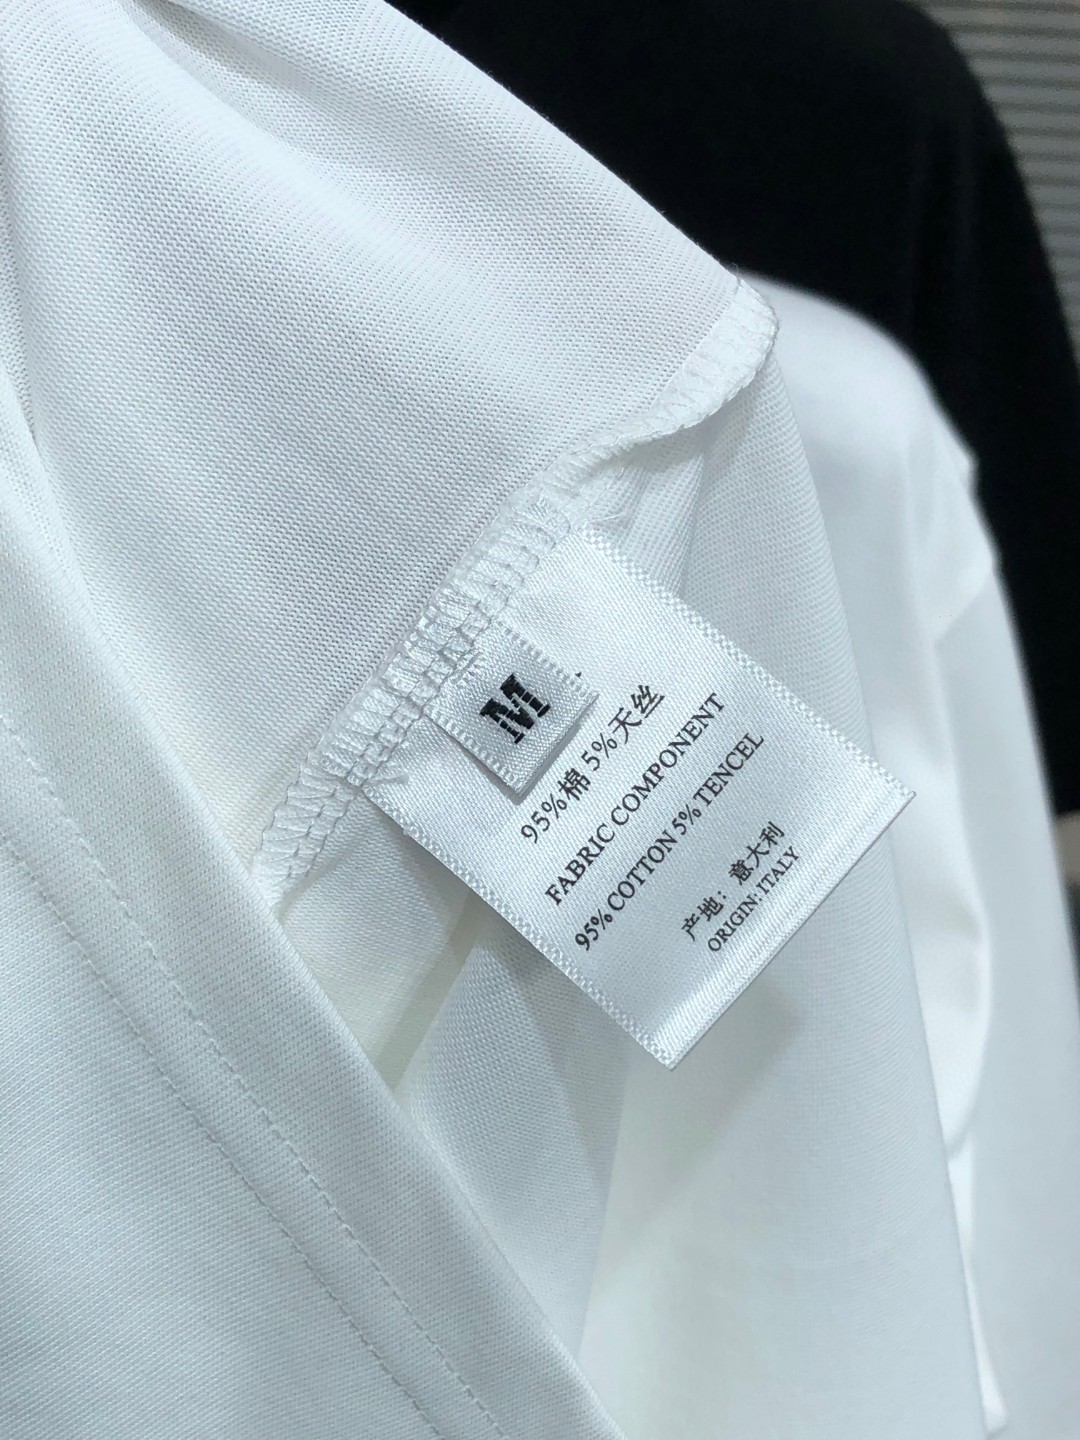 M
95%棉 5%天丝
FABRIC COMPONENT
95% COTTON 5% TENCEL
产地：意大利
ORIGIN: ITALY